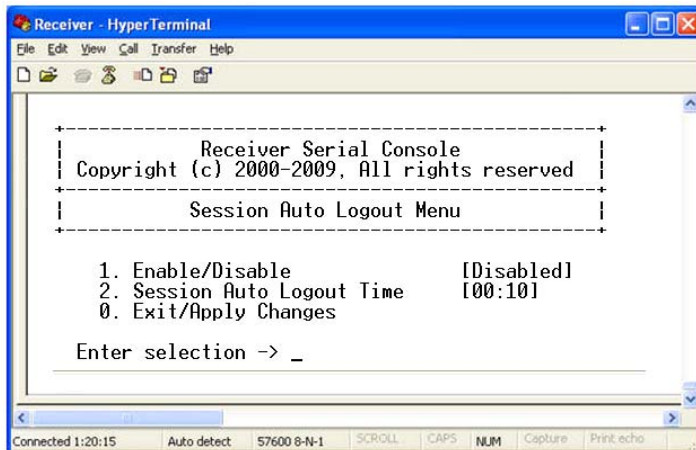 Receiver - HyperTerminal
File Edit View Call Transfer Help
Receiver Serial Console
Copyright (c) 2000-2009, All rights reserved
Session Auto Logout Menu
1. Enable/Disable [Disabled]
2. Session Auto Logout Time [00:10]
0. Exit/Apply Changes
Enter selection -> _
Connected 1:20:15 Auto detect 57600 8-N-1 SCROLL CAPS NUM Capture Print echo